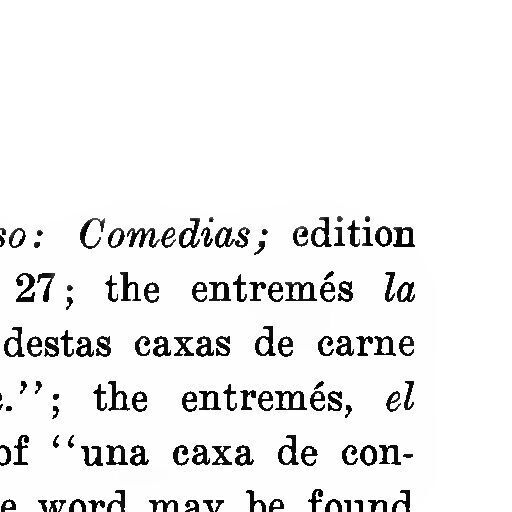 so: Comedias; edition
27; the entremés la
destas caxas de carne
.''; the entremés, el
of ‘‘una caxa de con-
word may be found